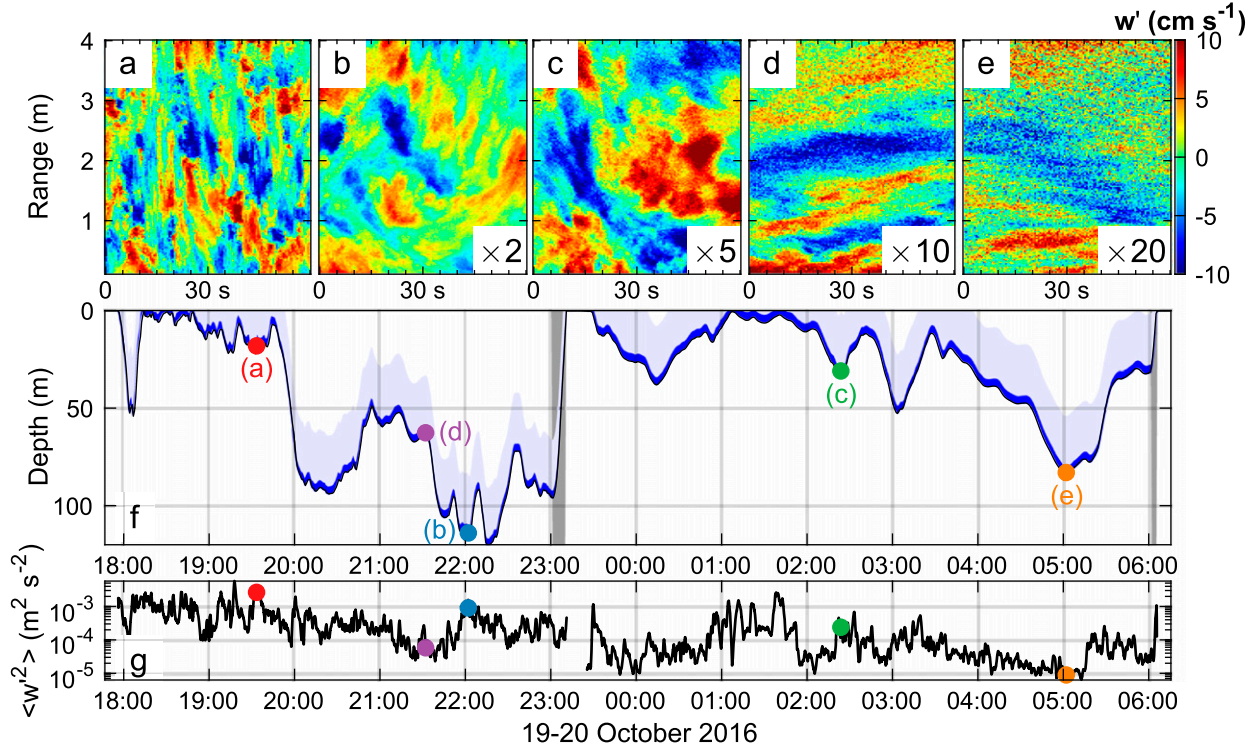 w' (cm s⁻¹)
a b c d e
4
3
2
1
Range (m)
×2 ×5 ×10 ×20
10
5
0
-5
-10
0 30 s 0 30 s 0 30 s 0 30 s 0 30 s
0
50
100
Depth (m)
(a)
(d)
(b)
(c)
(e)
f
18:00 19:00 20:00 21:00 22:00 23:00 00:00 01:00 02:00 03:00 04:00 05:00 06:00
<w'²> (m² s⁻²)
10⁻³
10⁻⁴
10⁻⁵
g
18:00 19:00 20:00 21:00 22:00 23:00 00:00 01:00 02:00 03:00 04:00 05:00 06:00
19-20 October 2016